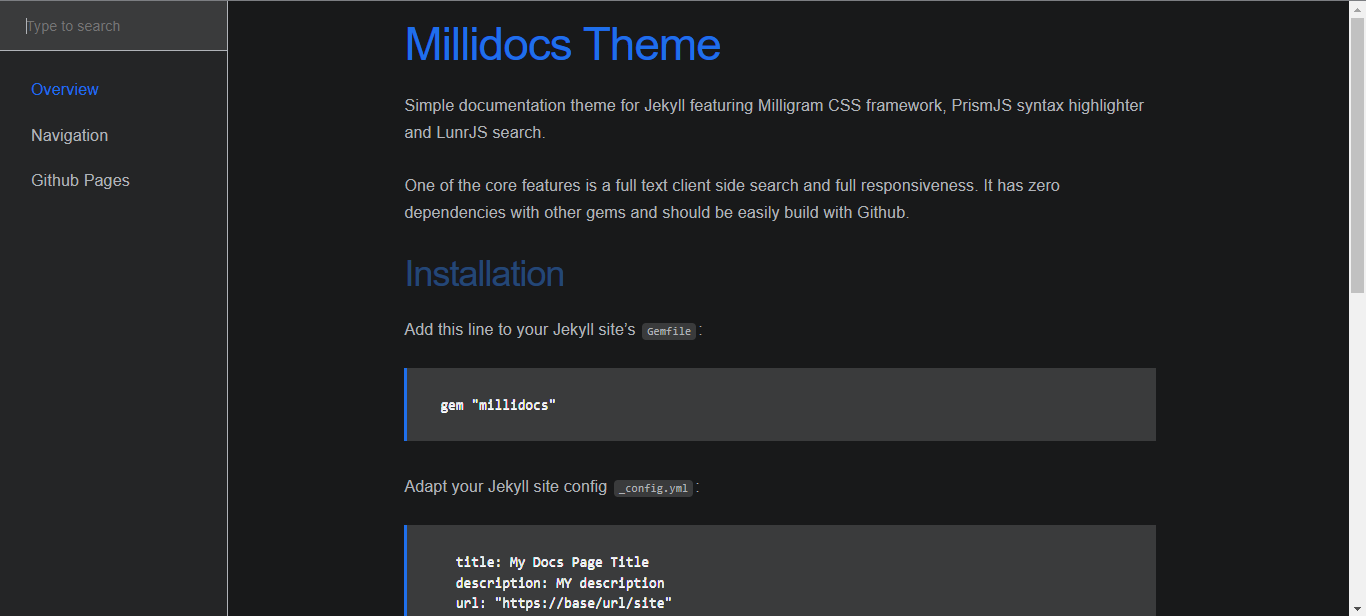 Type to search
Overview
Navigation
Github Pages
Millidocs Theme
Simple documentation theme for Jekyll featuring Milligram CSS framework, PrismJS syntax highlighter
and LunrJS search.
One of the core features is a full text client side search and full responsiveness. It has zero
dependencies with other gems and should be easily build with Github.
Installation
Add this line to your Jekyll site’s Gemfile:
gem "millidocs"
Adapt your Jekyll site config _config.yml:
title: My Docs Page Title
description: MY description
url: "https://base/url/site"